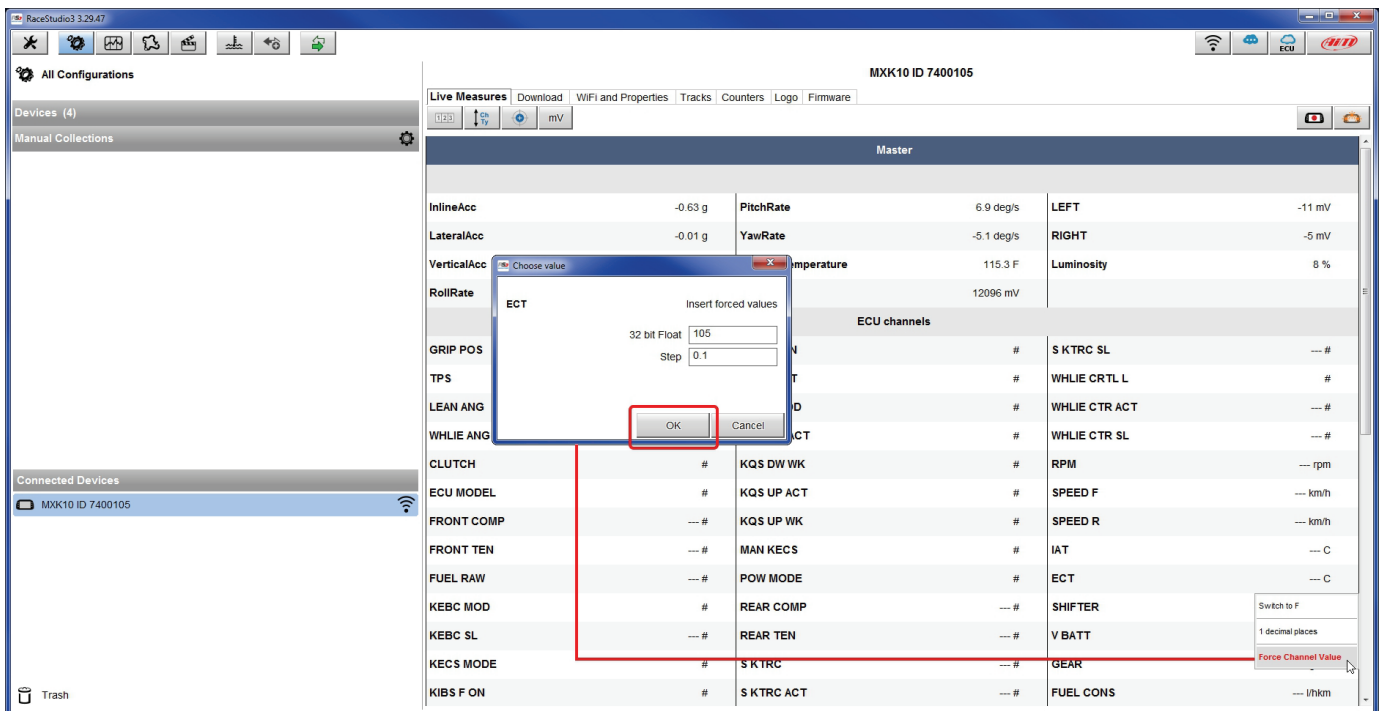 RaceStudio3 3.29.47
ECU
AiM
All Configurations
MXK10 ID 7400105
Live Measures Download WiFi and Properties Tracks Counters Logo Firmware
Devices (4)
123 Ch Ty mV
Manual Collections
Master
InlineAcc -0.63 g PitchRate 6.9 deg/s LEFT -11 mV
LateralAcc -0.01 g YawRate -5.1 deg/s RIGHT -5 mV
VerticalAcc emperature 115.3 F Luminosity 8 %
RollRate 12096 mV
Choose value
ECT Insert forced values
32 bit Float 105
Step 0.1
OK Cancel
ECU channels
GRIP POS N # S KTRC SL --- #
TPS T # WHLIE CRTL L #
LEAN ANG D # WHLIE CTR ACT --- #
WHLIE ANG ACT # WHLIE CTR SL --- #
CLUTCH # KQS DW WK # RPM --- rpm
Connected Devices
MXK10 ID 7400105
ECU MODEL # KQS UP ACT # SPEED F --- km/h
FRONT COMP --- # KQS UP WK # SPEED R --- km/h
FRONT TEN --- # MAN KECS # IAT --- C
FUEL RAW --- # POW MODE # ECT --- C
KEBC MOD # REAR COMP --- # SHIFTER
KEBC SL --- # REAR TEN --- # V BATT
KECS MODE # S KTRC --- # GEAR
KIBS F ON # S KTRC ACT --- # FUEL CONS --- l/hkm
Switch to F
1 decimal places
Force Channel Value
Trash